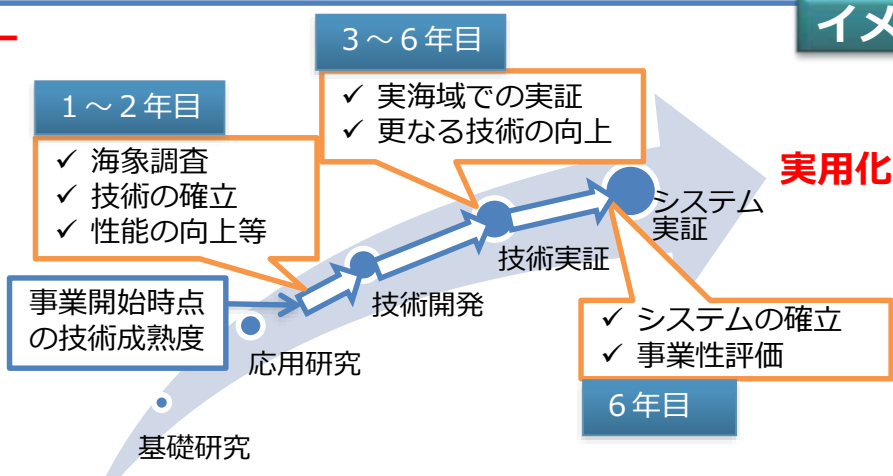 イメ
3～6年目
✓ 実海域での実証
✓ 更なる技術の向上
1～2年目
✓ 海象調査
✓ 技術の確立
✓ 性能の向上等
実用化
システム
実証
技術実証
技術開発
事業開始時点
の技術成熟度
応用研究
基礎研究
✓ システムの確立
✓ 事業性評価
6年目